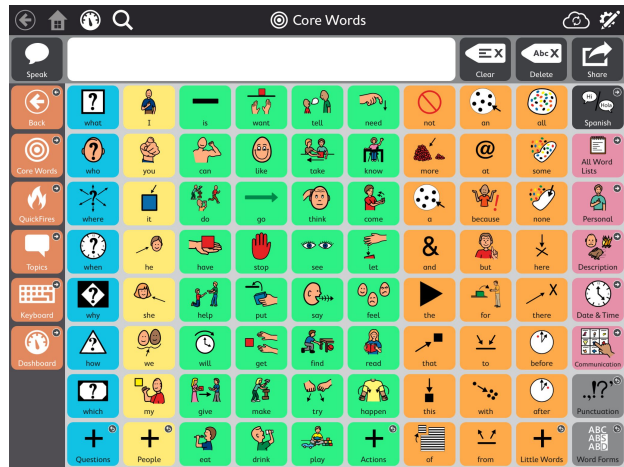 Core Words
Speak
Clear
Abc X
Delete
Share
Back
what
I
is
want
tell
need
not
an
all
Hi
Hola
Spanish
Core Words
who
you
can
like
take
know
more
@
at
some
All Word
Lists
QuickFires
where
it
do
go
think
come
a
because
none
Personal
Topics
when
he
have
stop
see
let
&
and
but
here
Description
Keyboard
why
she
help
put
say
feel
the
for
there
Date & Time
Dashboard
how
we
will
get
find
read
that
to
before
Communication
which
my
give
make
try
happen
this
with
after
.,!?'
Punctuation
Questions
People
eat
drink
play
Actions
of
from
Little Words
ABC
ABS
ABD
Word Forms